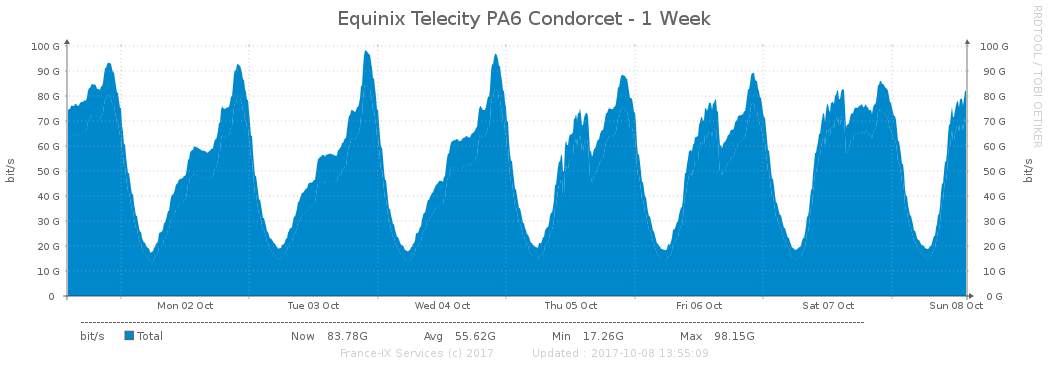 Equinix Telecity PA6 Condorcet - 1 Week
RRDTOOL / TOBI OETIKER
bit/s
100 G
90 G
80 G
70 G
60 G
50 G
40 G
30 G
20 G
10 G
0
100 G
90 G
80 G
70 G
60 G
50 G
40 G
30 G
20 G
10 G
0 G
bit/s
Mon 02 Oct Tue 03 Oct Wed 04 Oct Thu 05 Oct Fri 06 Oct Sat 07 Oct Sun 08 Oct
bit/s Total Now 83.78G Avg 55.62G Min 17.26G Max 98.15G
France-IX Services (c) 2017 Updated : 2017-10-08 13:55:09